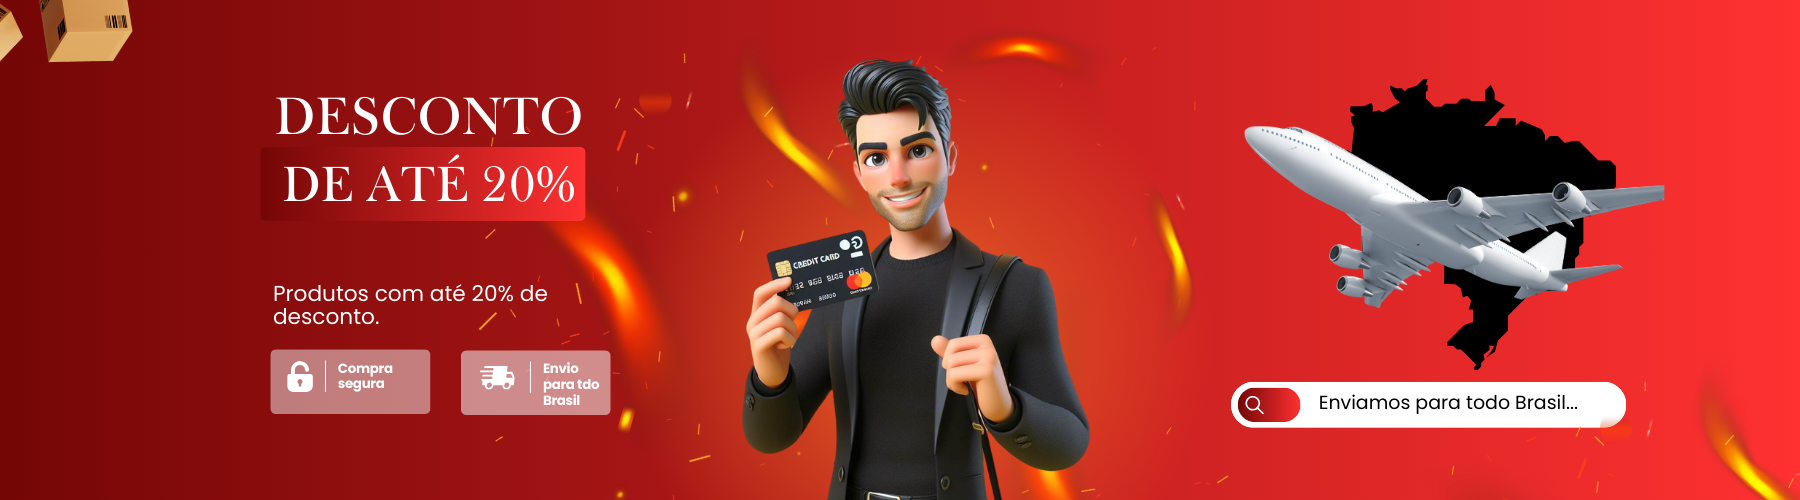 DESCONTO
DE ATÉ 20%
Produtos com até 20% de
desconto.
Compra
segura
Envio
para tdo
Brasil
CREDIT CARD
Enviamos para todo Brasil...